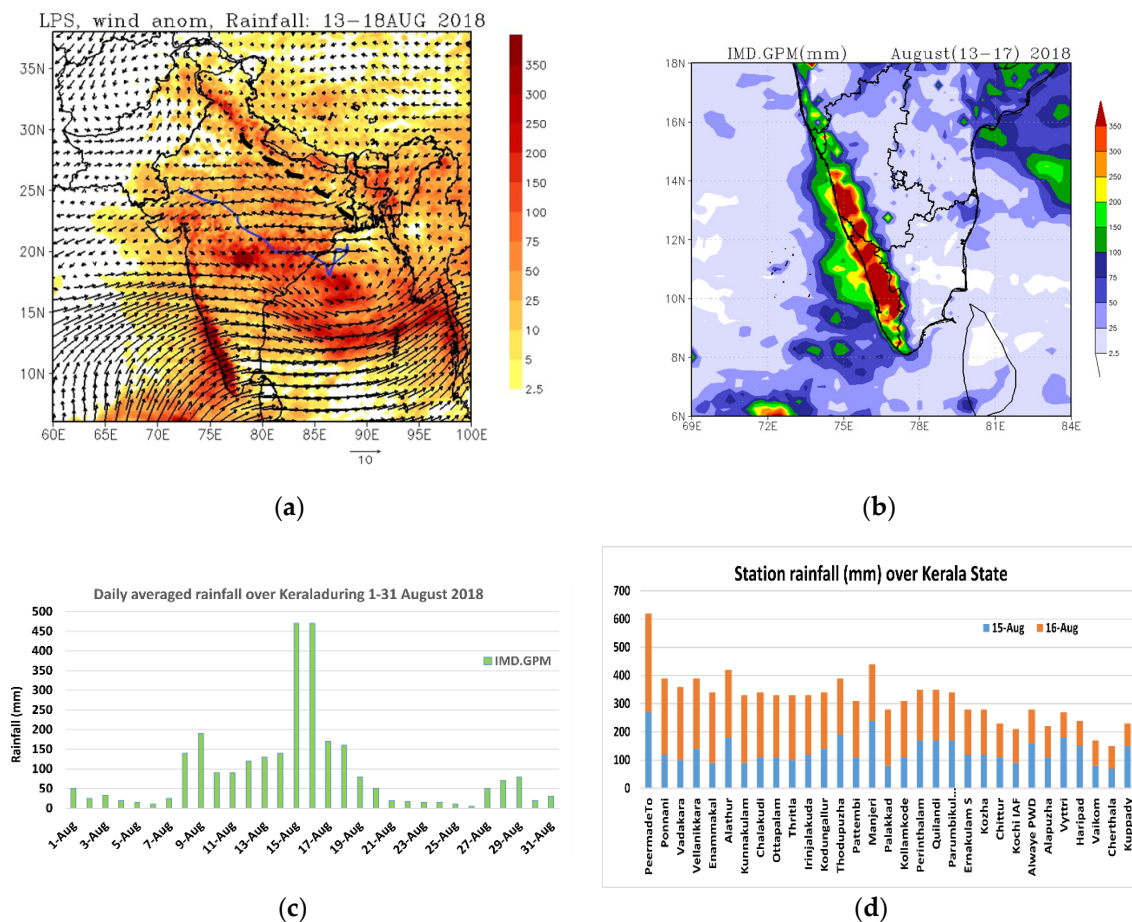 LPS, wind anom, Rainfall: 13-18AUG 2018
35N
30N
25N
20N
15N
10N
60E 65E 70E 75E 80E 85E 90E 95E 100E
10
350
300
250
200
150
100
75
50
25
10
5
2.5
(a)
IMD.GPM(mm) August(13-17) 2018
18N
16N
14N
12N
10N
8N
6N
69E 72E 75E 78E 81E 84E
350
300
250
200
150
100
75
50
25
2.5
(b)
Daily averaged rainfall over Keraladuring 1-31 August 2018
Rainfall (mm)
500
450
400
350
300
250
200
150
100
50
0
IMD.GPM
1-Aug
3-Aug
5-Aug
7-Aug
9-Aug
11-Aug
13-Aug
15-Aug
17-Aug
19-Aug
21-Aug
23-Aug
25-Aug
27-Aug
29-Aug
31-Aug
(c)
Station rainfall (mm) over Kerala State
15-Aug 16-Aug
700
600
500
400
300
200
100
0
PeermadeTo
Ponnani
Vadakara
Vellanikkara
Enammakal
Alathur
Kunnakulam
Chalakudi
Ottapalam
Thritla
Irinjalakuda
Kodungallur
Thodupuzha
Pattembi
Manjeri
Palakkad
Kollamkode
Perinthalam
Quilandi
Parumbikul…
Ernakulam S
Kozha
Chittur
Kochi IAF
Alwaye PWD
Alapuzha
Vyttri
Haripad
Vaikom
Cherthala
Kuppady
(d)